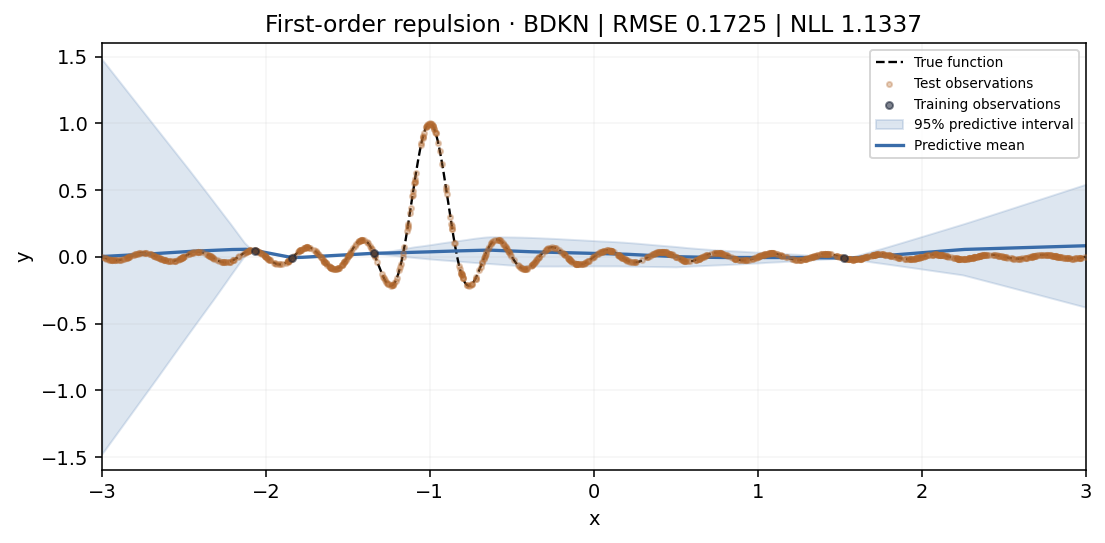 First-order repulsion · BDKN | RMSE 0.1725 | NLL 1.1337
1.5
1.0
0.5
0.0
−0.5
−1.0
−1.5
y
True function
Test observations
Training observations
95% predictive interval
Predictive mean
−3
−2
−1
0
1
2
3
x